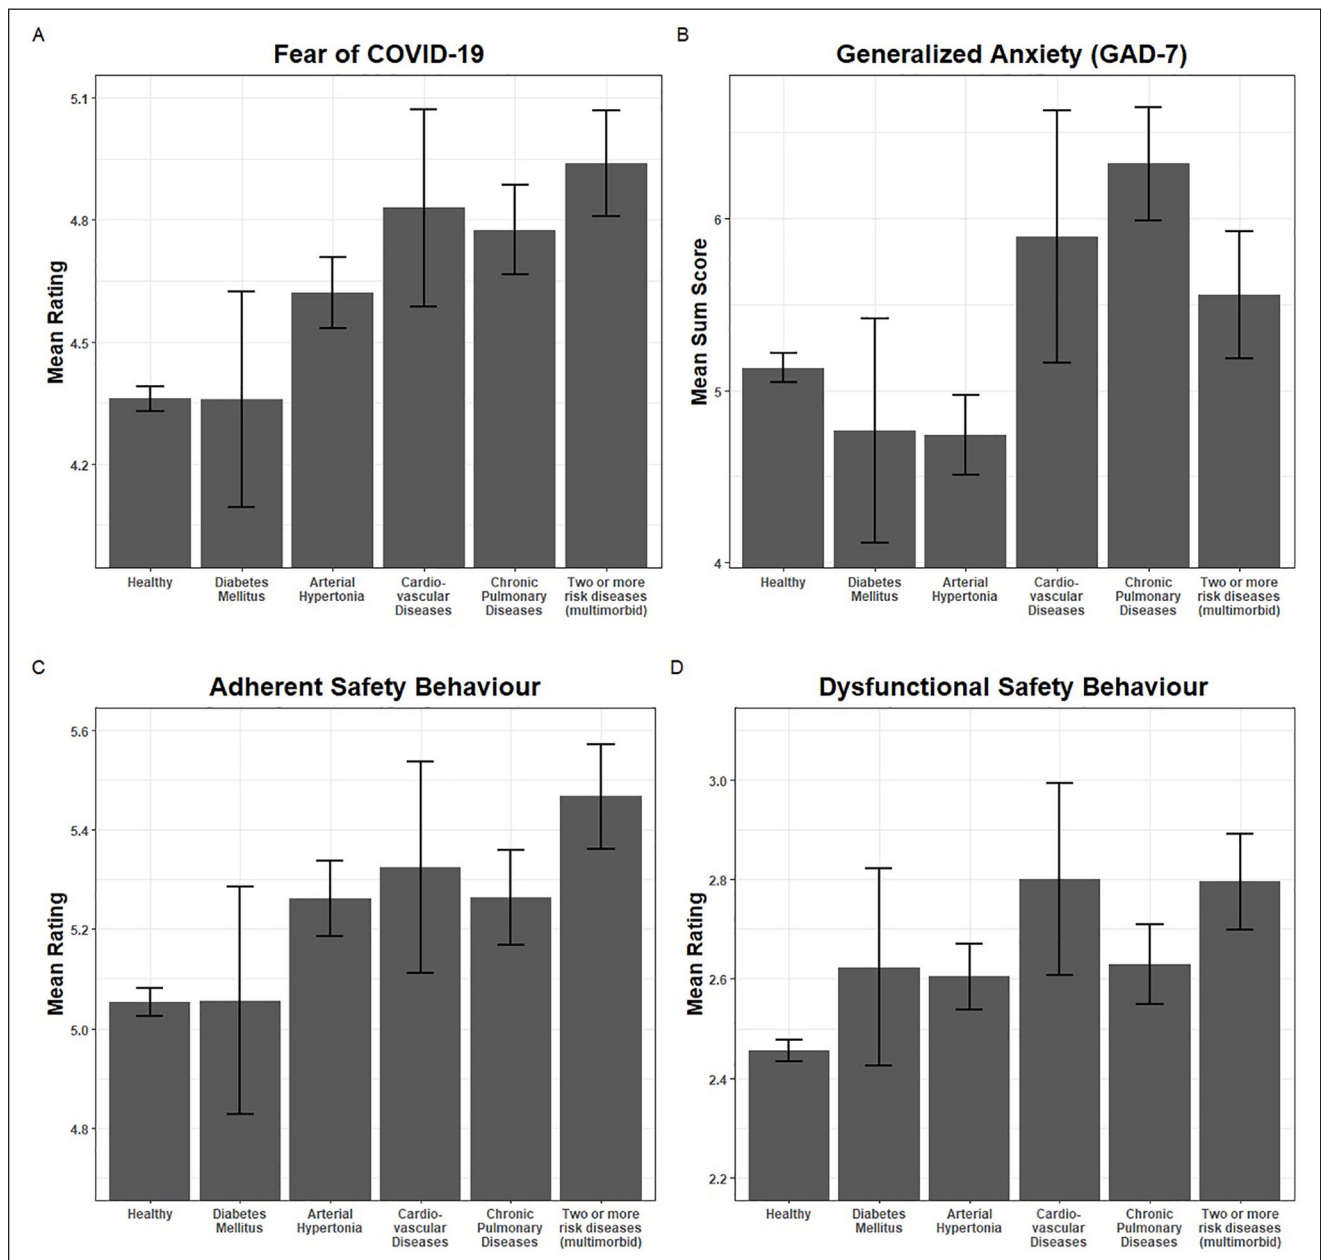 A
Fear of COVID-19
Mean Rating
5.1
4.8
4.5
4.2
Healthy
Diabetes
Mellitus
Arterial
Hypertonia
Cardio-
vascular
Diseases
Chronic
Pulmonary
Diseases
Two or more
risk diseases
(multimorbid)
B
Generalized Anxiety (GAD-7)
Mean Sum Score
6
5
4
Healthy
Diabetes
Mellitus
Arterial
Hypertonia
Cardio-
vascular
Diseases
Chronic
Pulmonary
Diseases
Two or more
risk diseases
(multimorbid)
C
Adherent Safety Behaviour
Mean Rating
5.6
5.4
5.2
5.0
4.8
Healthy
Diabetes
Mellitus
Arterial
Hypertonia
Cardio-
vascular
Diseases
Chronic
Pulmonary
Diseases
Two or more
risk diseases
(multimorbid)
D
Dysfunctional Safety Behaviour
Mean Rating
3.0
2.8
2.6
2.4
2.2
Healthy
Diabetes
Mellitus
Arterial
Hypertonia
Cardio-
vascular
Diseases
Chronic
Pulmonary
Diseases
Two or more
risk diseases
(multimorbid)